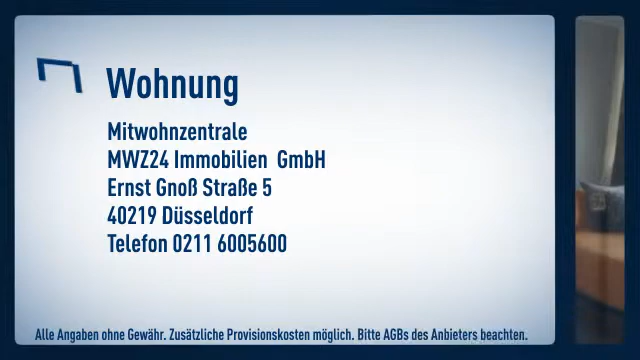 Wohnung
Mitwohnzentrale
MWZ24 Immobilien GmbH
Ernst Gnoß Straße 5
40219 Düsseldorf
Telefon 0211 6005600
Alle Angaben ohne Gewähr. Zusätzliche Provisionskosten möglich. Bitte AGBs des Anbieters beachten.